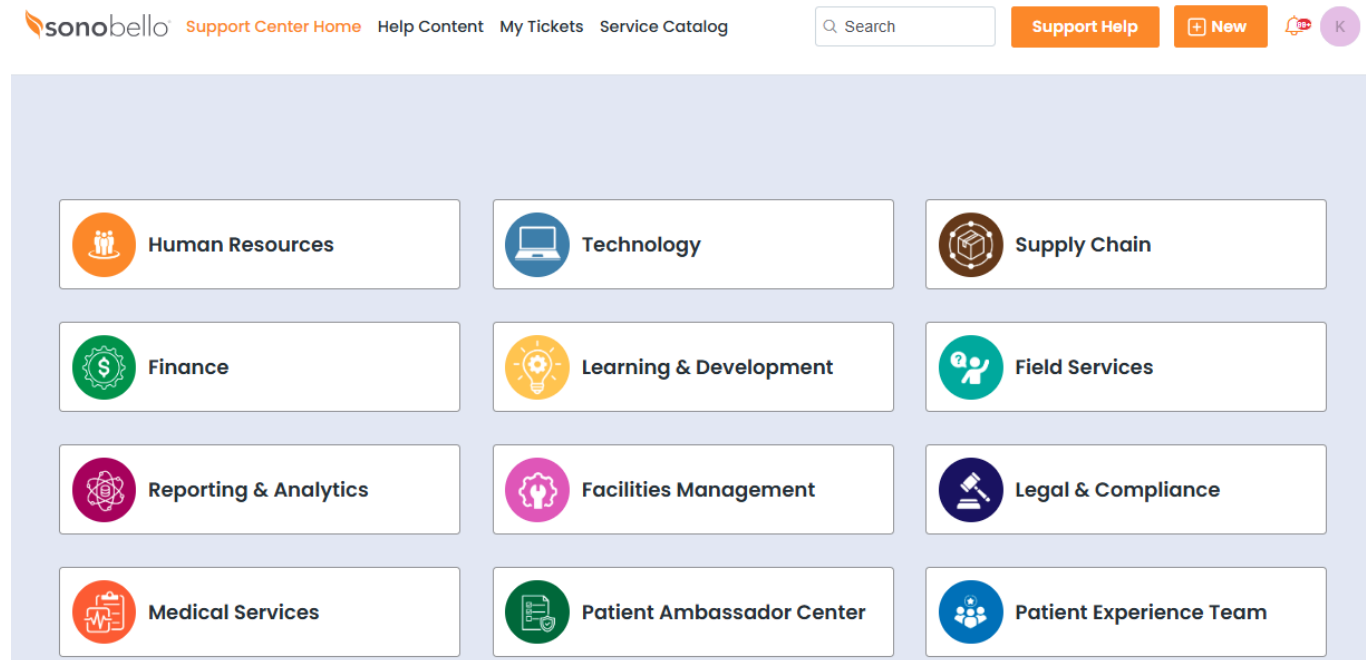 sonobello Support Center Home Help Content My Tickets Service Catalog Search Support Help New 99+ K
Human Resources Technology Supply Chain
Finance Learning & Development Field Services
Reporting & Analytics Facilities Management Legal & Compliance
Medical Services Patient Ambassador Center Patient Experience Team